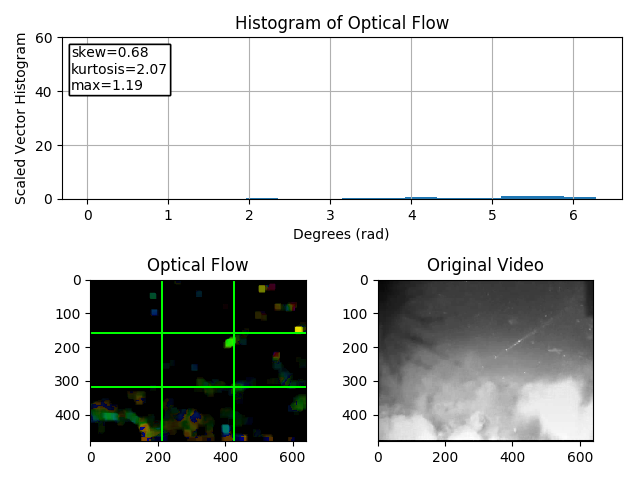 Histogram of Optical Flow
Scaled Vector Histogram
60
40
20
0
skew=0.68
kurtosis=2.07
max=1.19
0 1 2 3 4 5 6
Degrees (rad)
Optical Flow
0
100
200
300
400
0 200 400 600
Original Video
0
100
200
300
400
0 200 400 600